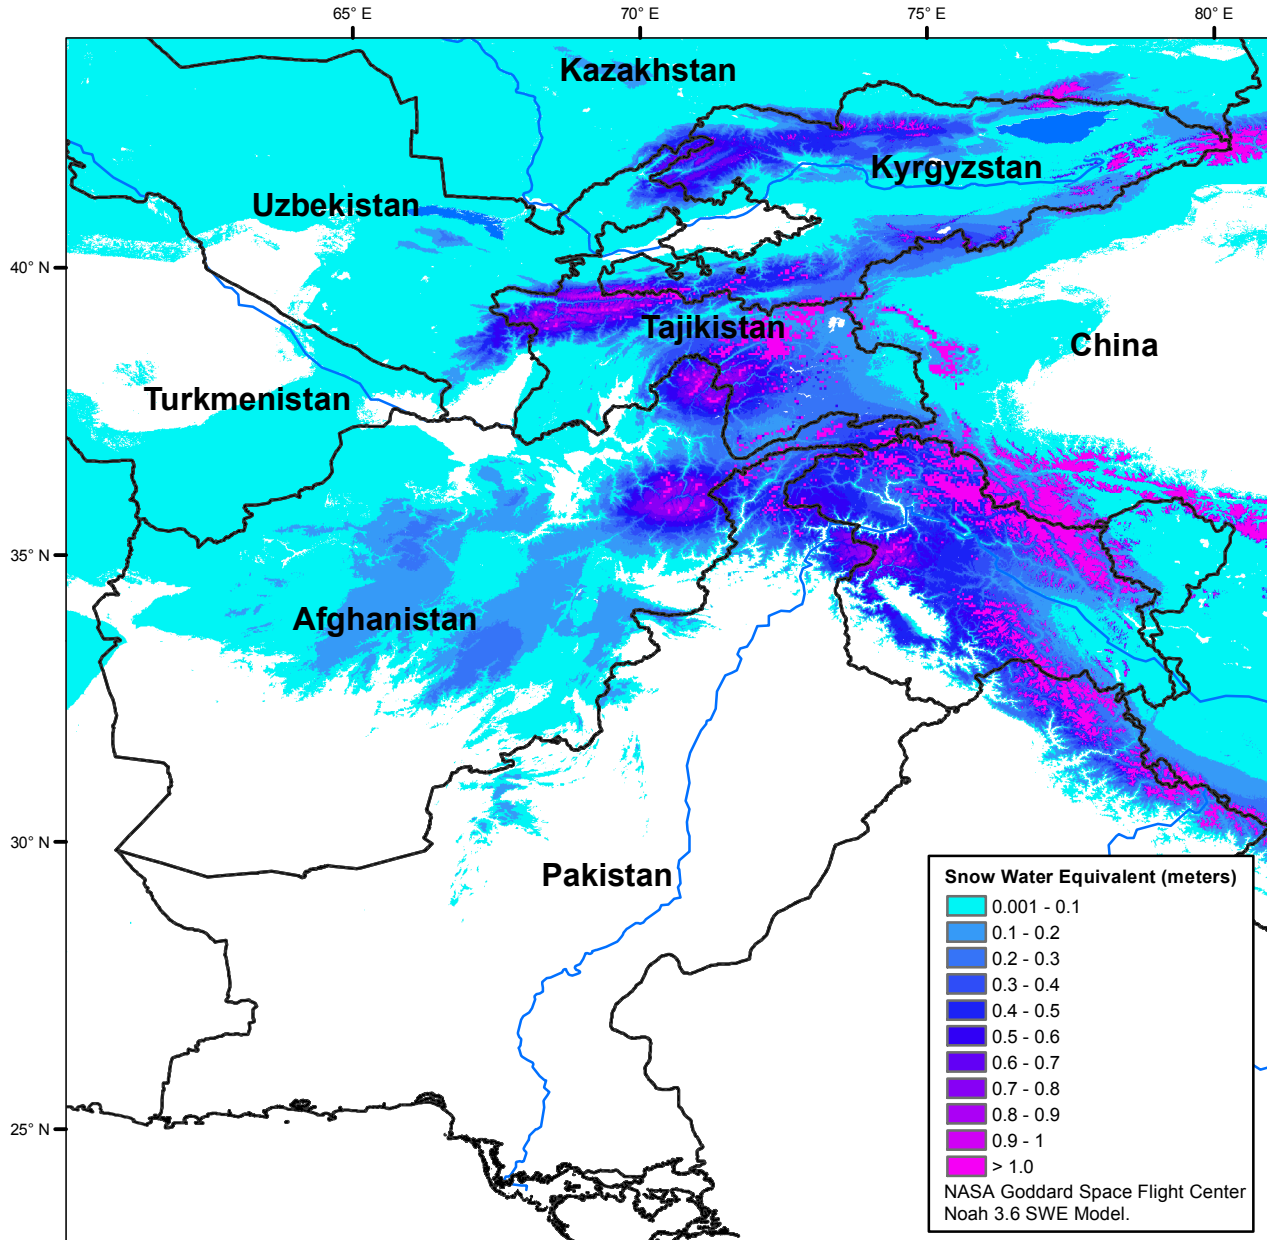 65° E
70° E
75° E
80° E
Kazakhstan
Kyrgyzstan
Uzbekistan
40° N
Tajikistan
China
Turkmenistan
35° N
Afghanistan
30° N
Pakistan
25° N
Snow Water Equivalent (meters)
0.001 - 0.1
0.1 - 0.2
0.2 - 0.3
0.3 - 0.4
0.4 - 0.5
0.5 - 0.6
0.6 - 0.7
0.7 - 0.8
0.8 - 0.9
0.9 - 1
> 1.0
NASA Goddard Space Flight Center
Noah 3.6 SWE Model.